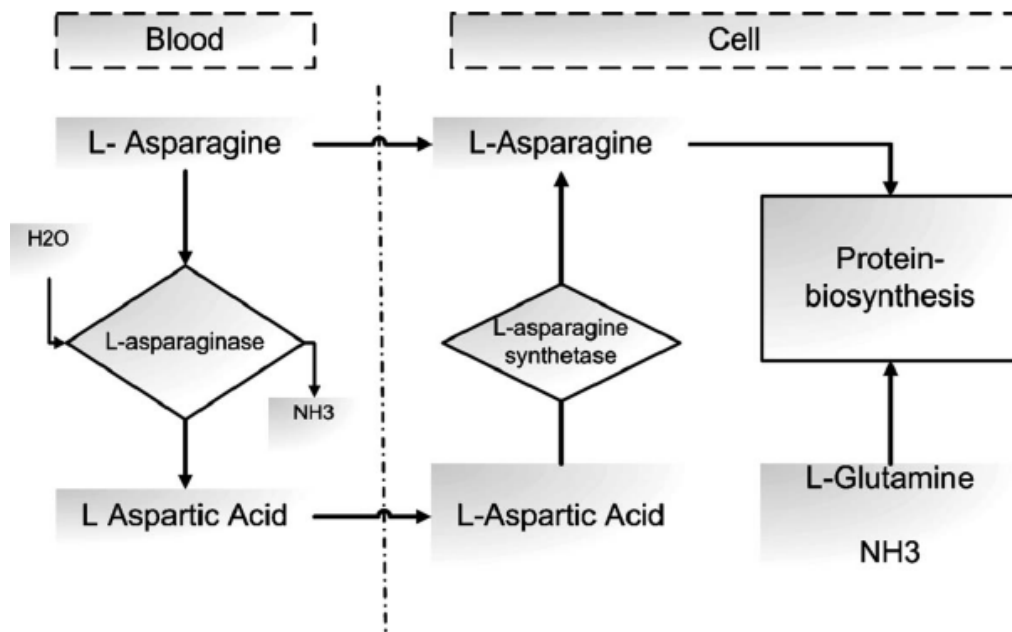 Blood
Cell
L- Asparagine
L-Asparagine
H2O
Protein-
biosynthesis
L-asparaginase
L-asparagine
synthetase
NH3
L Aspartic Acid
L-Aspartic Acid
L-Glutamine
NH3